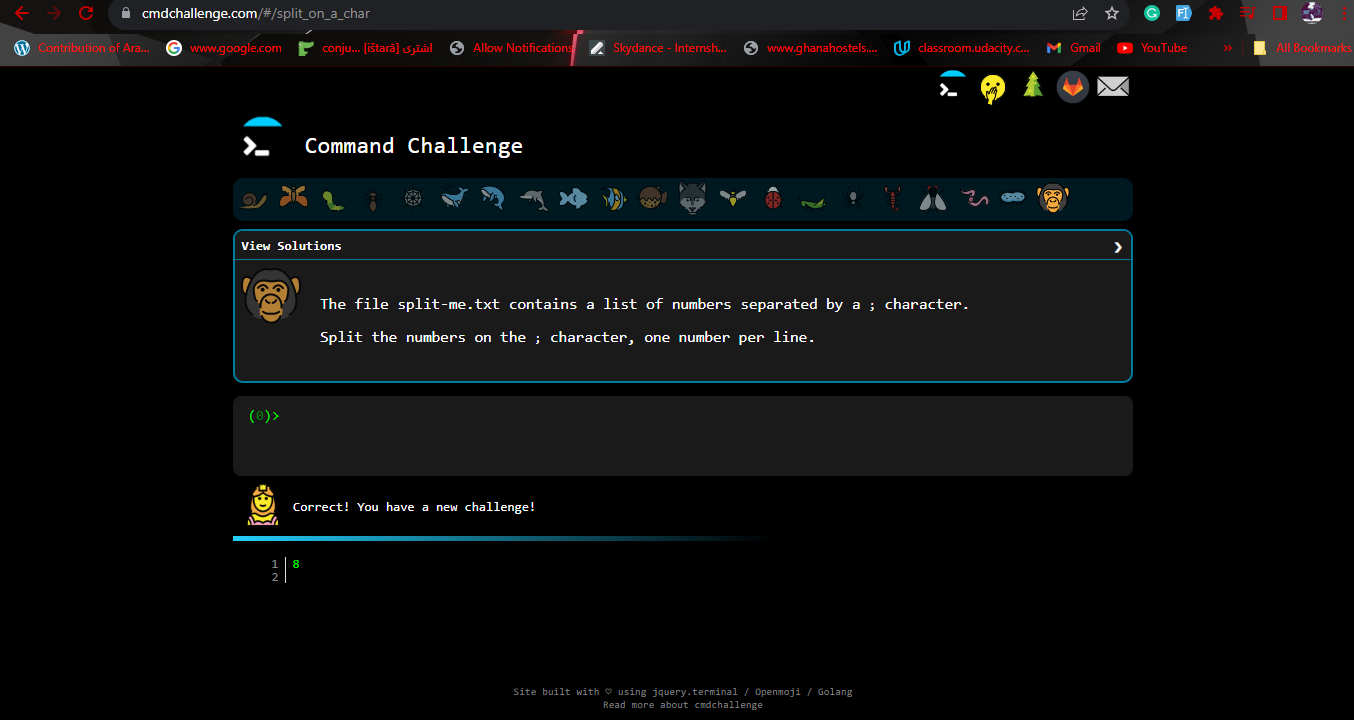 cmdchallenge.com/#/split_on_a_char
Contribution of Ara...
www.google.com
conju... [ištarā] اشترى
Allow Notifications
Skydance - Internsh...
www.ghanahostels....
classroom.udacity.c...
Gmail
YouTube
»
All Bookmarks
Command Challenge
View Solutions
The file split-me.txt contains a list of numbers separated by a ; character.
Split the numbers on the ; character, one number per line.
(0)>
Correct! You have a new challenge!
1 8
2
Site built with ♡ using jquery.terminal / Openmoji / Golang
Read more about cmdchallenge